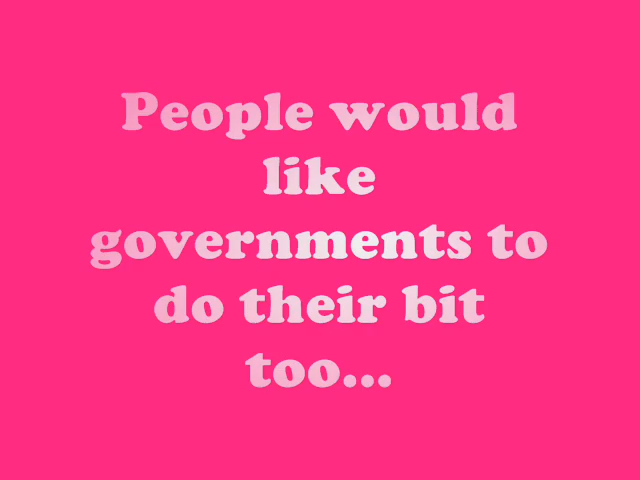 People would
like
governments to
do their bit
too...